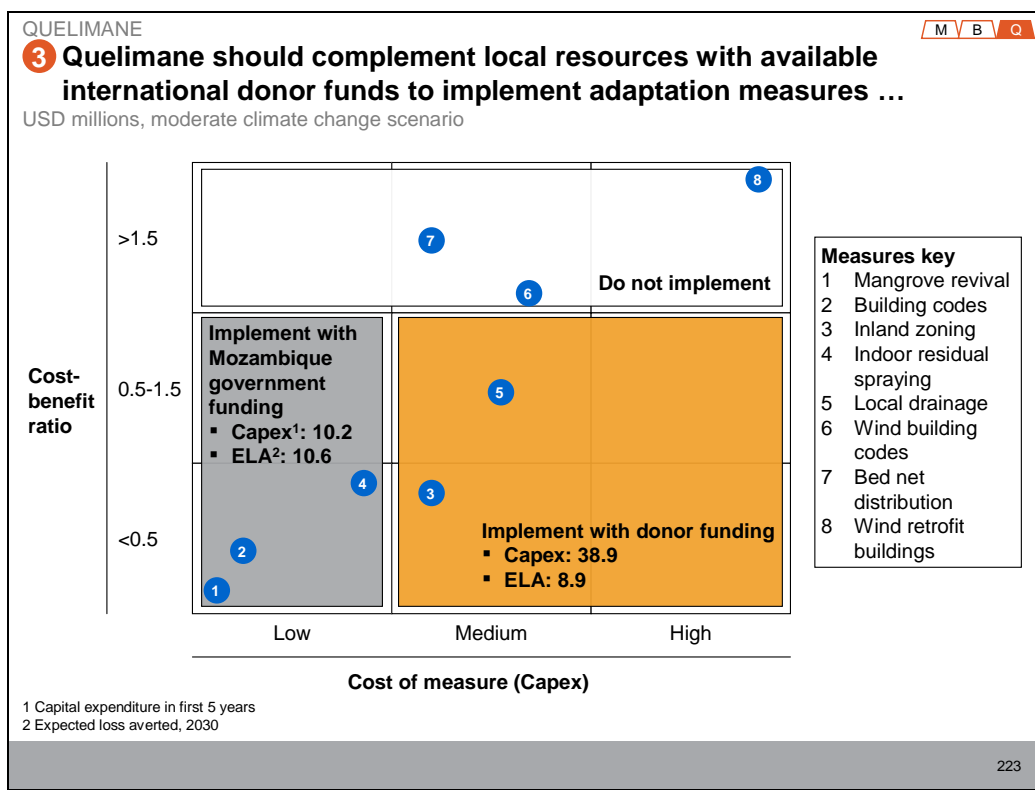 QUELIMANE
M B Q
3 Quelimane should complement local resources with available
international donor funds to implement adaptation measures …
USD millions, moderate climate change scenario
Cost-
benefit
ratio
>1.5
0.5-1.5
<0.5
8
7
6
Do not implement
Implement with
Mozambique
government
funding
▪ Capex¹: 10.2
▪ ELA²: 10.6
5
4
3
2
1
Implement with donor funding
▪ Capex: 38.9
▪ ELA: 8.9
Low
Medium
High
Cost of measure (Capex)
Measures key
1 Mangrove revival
2 Building codes
3 Inland zoning
4 Indoor residual
spraying
5 Local drainage
6 Wind building
codes
7 Bed net
distribution
8 Wind retrofit
buildings
1 Capital expenditure in first 5 years
2 Expected loss averted, 2030
223